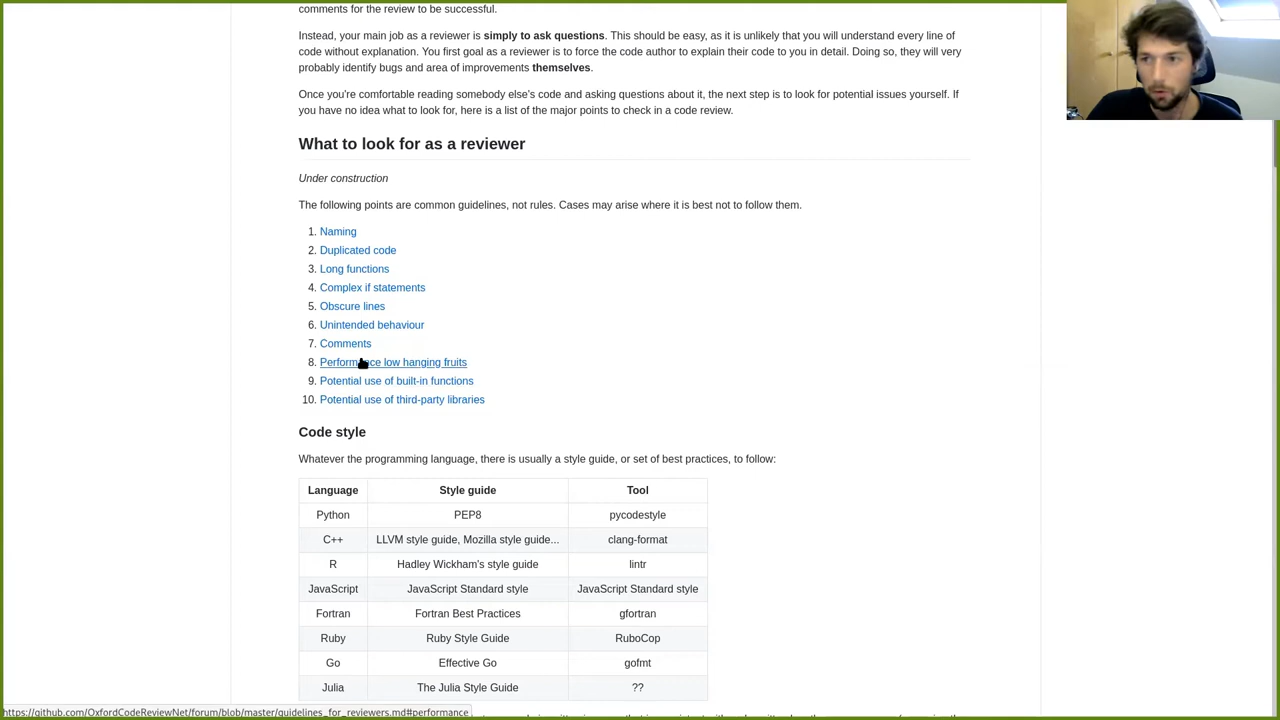 comments for the review to be successful.
Instead, your main job as a reviewer is simply to ask questions. This should be easy, as it is unlikely that you will understand every line of
code without explanation. You first goal as a reviewer is to force the code author to explain their code to you in detail. Doing so, they will very
probably identify bugs and area of improvements themselves.
Once you're comfortable reading somebody else's code and asking questions about it, the next step is to look for potential issues yourself. If
you have no idea what to look for, here is a list of the major points to check in a code review.
What to look for as a reviewer
Under construction
The following points are common guidelines, not rules. Cases may arise where it is best not to follow them.
1. Naming
2. Duplicated code
3. Long functions
4. Complex if statements
5. Obscure lines
6. Unintended behaviour
7. Comments
8. Performance low hanging fruits
9. Potential use of built-in functions
10. Potential use of third-party libraries
Code style
Whatever the programming language, there is usually a style guide, or set of best practices, to follow:
Language Style guide Tool
Python PEP8 pycodestyle
C++ LLVM style guide, Mozilla style guide... clang-format
R Hadley Wickham's style guide lintr
JavaScript JavaScript Standard style JavaScript Standard style
Fortran Fortran Best Practices gfortran
Ruby Ruby Style Guide RuboCop
Go Effective Go gofmt
Julia The Julia Style Guide ??
https://github.com/OxfordCodeReviewNet/forum/blob/master/guidelines_for_reviewers.md#performance